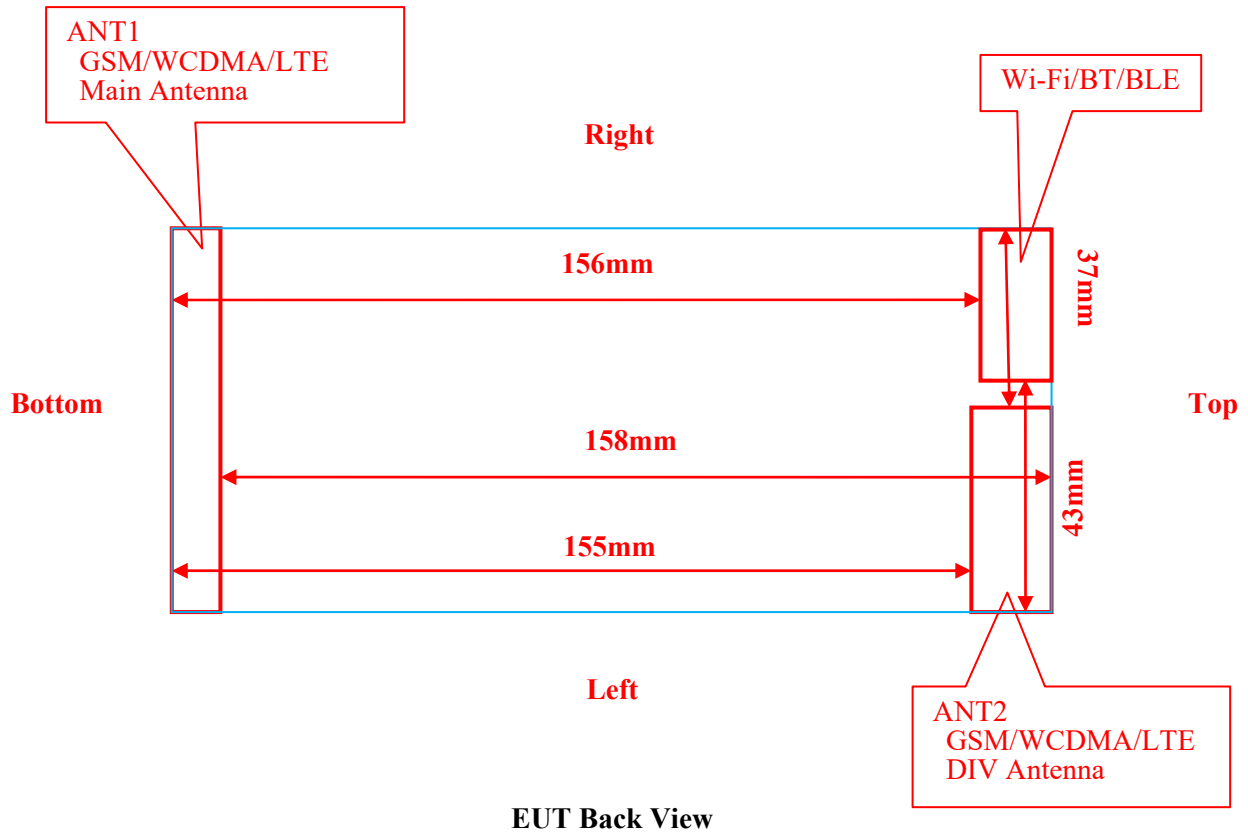 ANT1
GSM/WCDMA/LTE
Main Antenna
Wi-Fi/BT/BLE
Right
156mm
37mm
Bottom
Top
158mm
43mm
155mm
Left
ANT2
GSM/WCDMA/LTE
DIV Antenna
EUT Back View